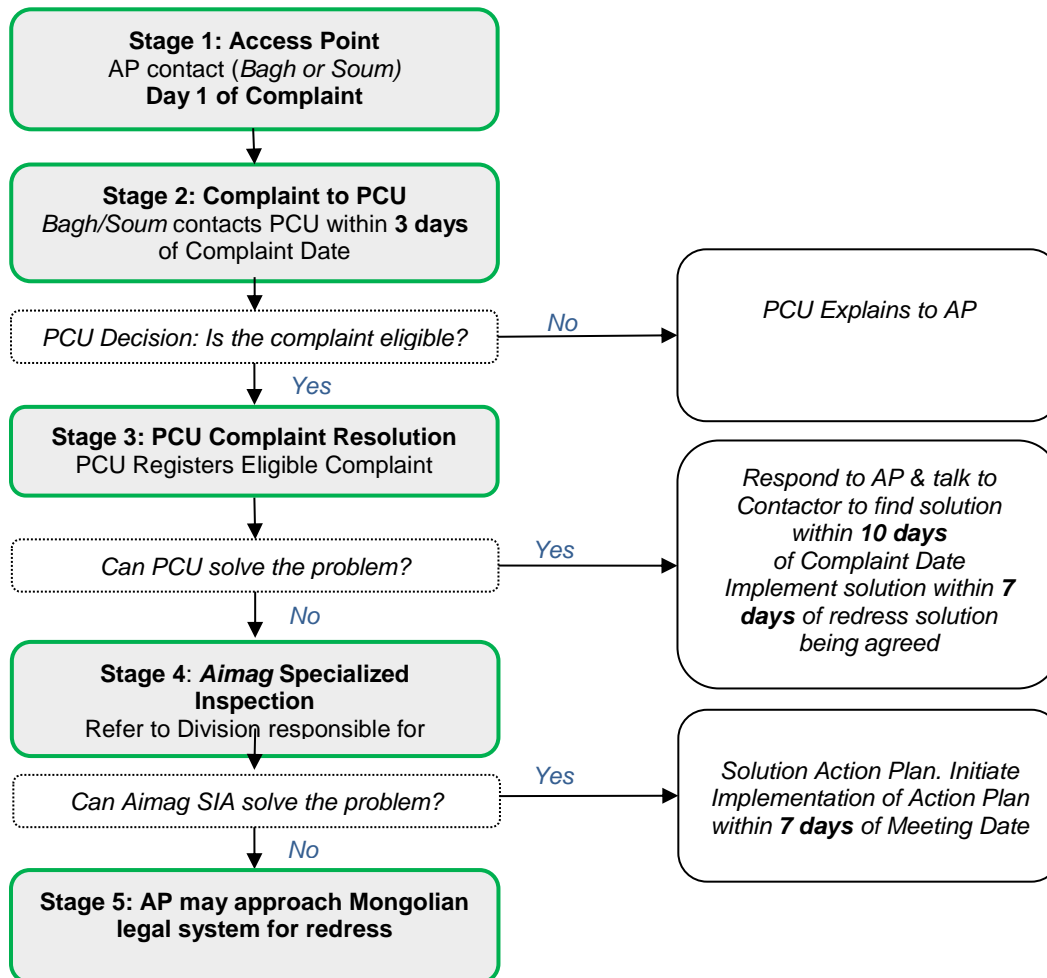 Stage 1: Access Point
AP contact (Bagh or Soum)
Day 1 of Complaint
Stage 2: Complaint to PCU
Bagh/Soum contacts PCU within 3 days
of Complaint Date
PCU Decision: Is the complaint eligible?
No
PCU Explains to AP
Yes
Stage 3: PCU Complaint Resolution
PCU Registers Eligible Complaint
Can PCU solve the problem?
Yes
Respond to AP & talk to
Contactor to find solution
within 10 days
of Complaint Date
Implement solution within 7
days of redress solution
being agreed
No
Stage 4: Aimag Specialized
Inspection
Refer to Division responsible for
Can Aimag SIA solve the problem?
Yes
Solution Action Plan. Initiate
Implementation of Action Plan
within 7 days of Meeting Date
No
Stage 5: AP may approach Mongolian
legal system for redress